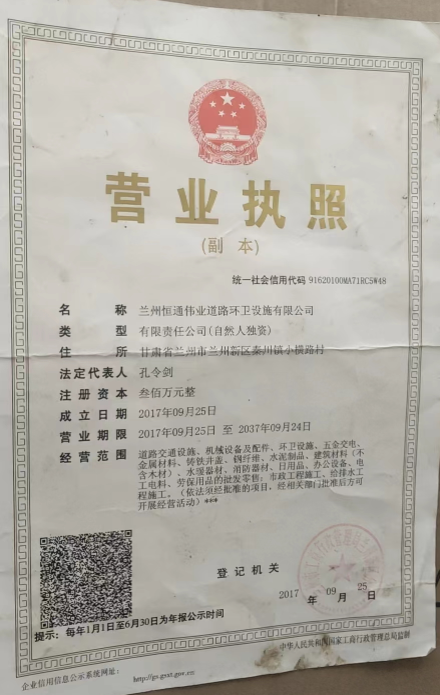 营业执照
(副 本)
统一社会信用代码 91620100MA71RC5W48
名 称 兰州恒通伟业道路环卫设施有限公司
类 型 有限责任公司(自然人独资)
住 所 甘肃省兰州市兰州新区秦川镇小横路村
法定代表人 孔令剑
注册资本 叁佰万元整
成立日期 2017年09月25日
营业期限 2017年09月25日至 2037年09月24日
经营范围 道路交通设施、机械设备及配件、环卫设施、五金交电、
金属材料、铸铁井盖、钢纤维、水泥制品、建筑材料(不
含木材)、水暖器材、消防器材、日用品、办公设备、电
工电料、劳保用品的批发零售;市政工程施工、给排水工
程施工。(依法须经批准的项目,经相关部门批准后方可
开展经营活动)***
登记机关
2017 年 09 月 25 日
提示:每年1月1日至6月30日为年报公示时间
企业信用信息公示系统网址: http://gs.gsxt.gov.cn/
中华人民共和国国家工商行政管理总局监制